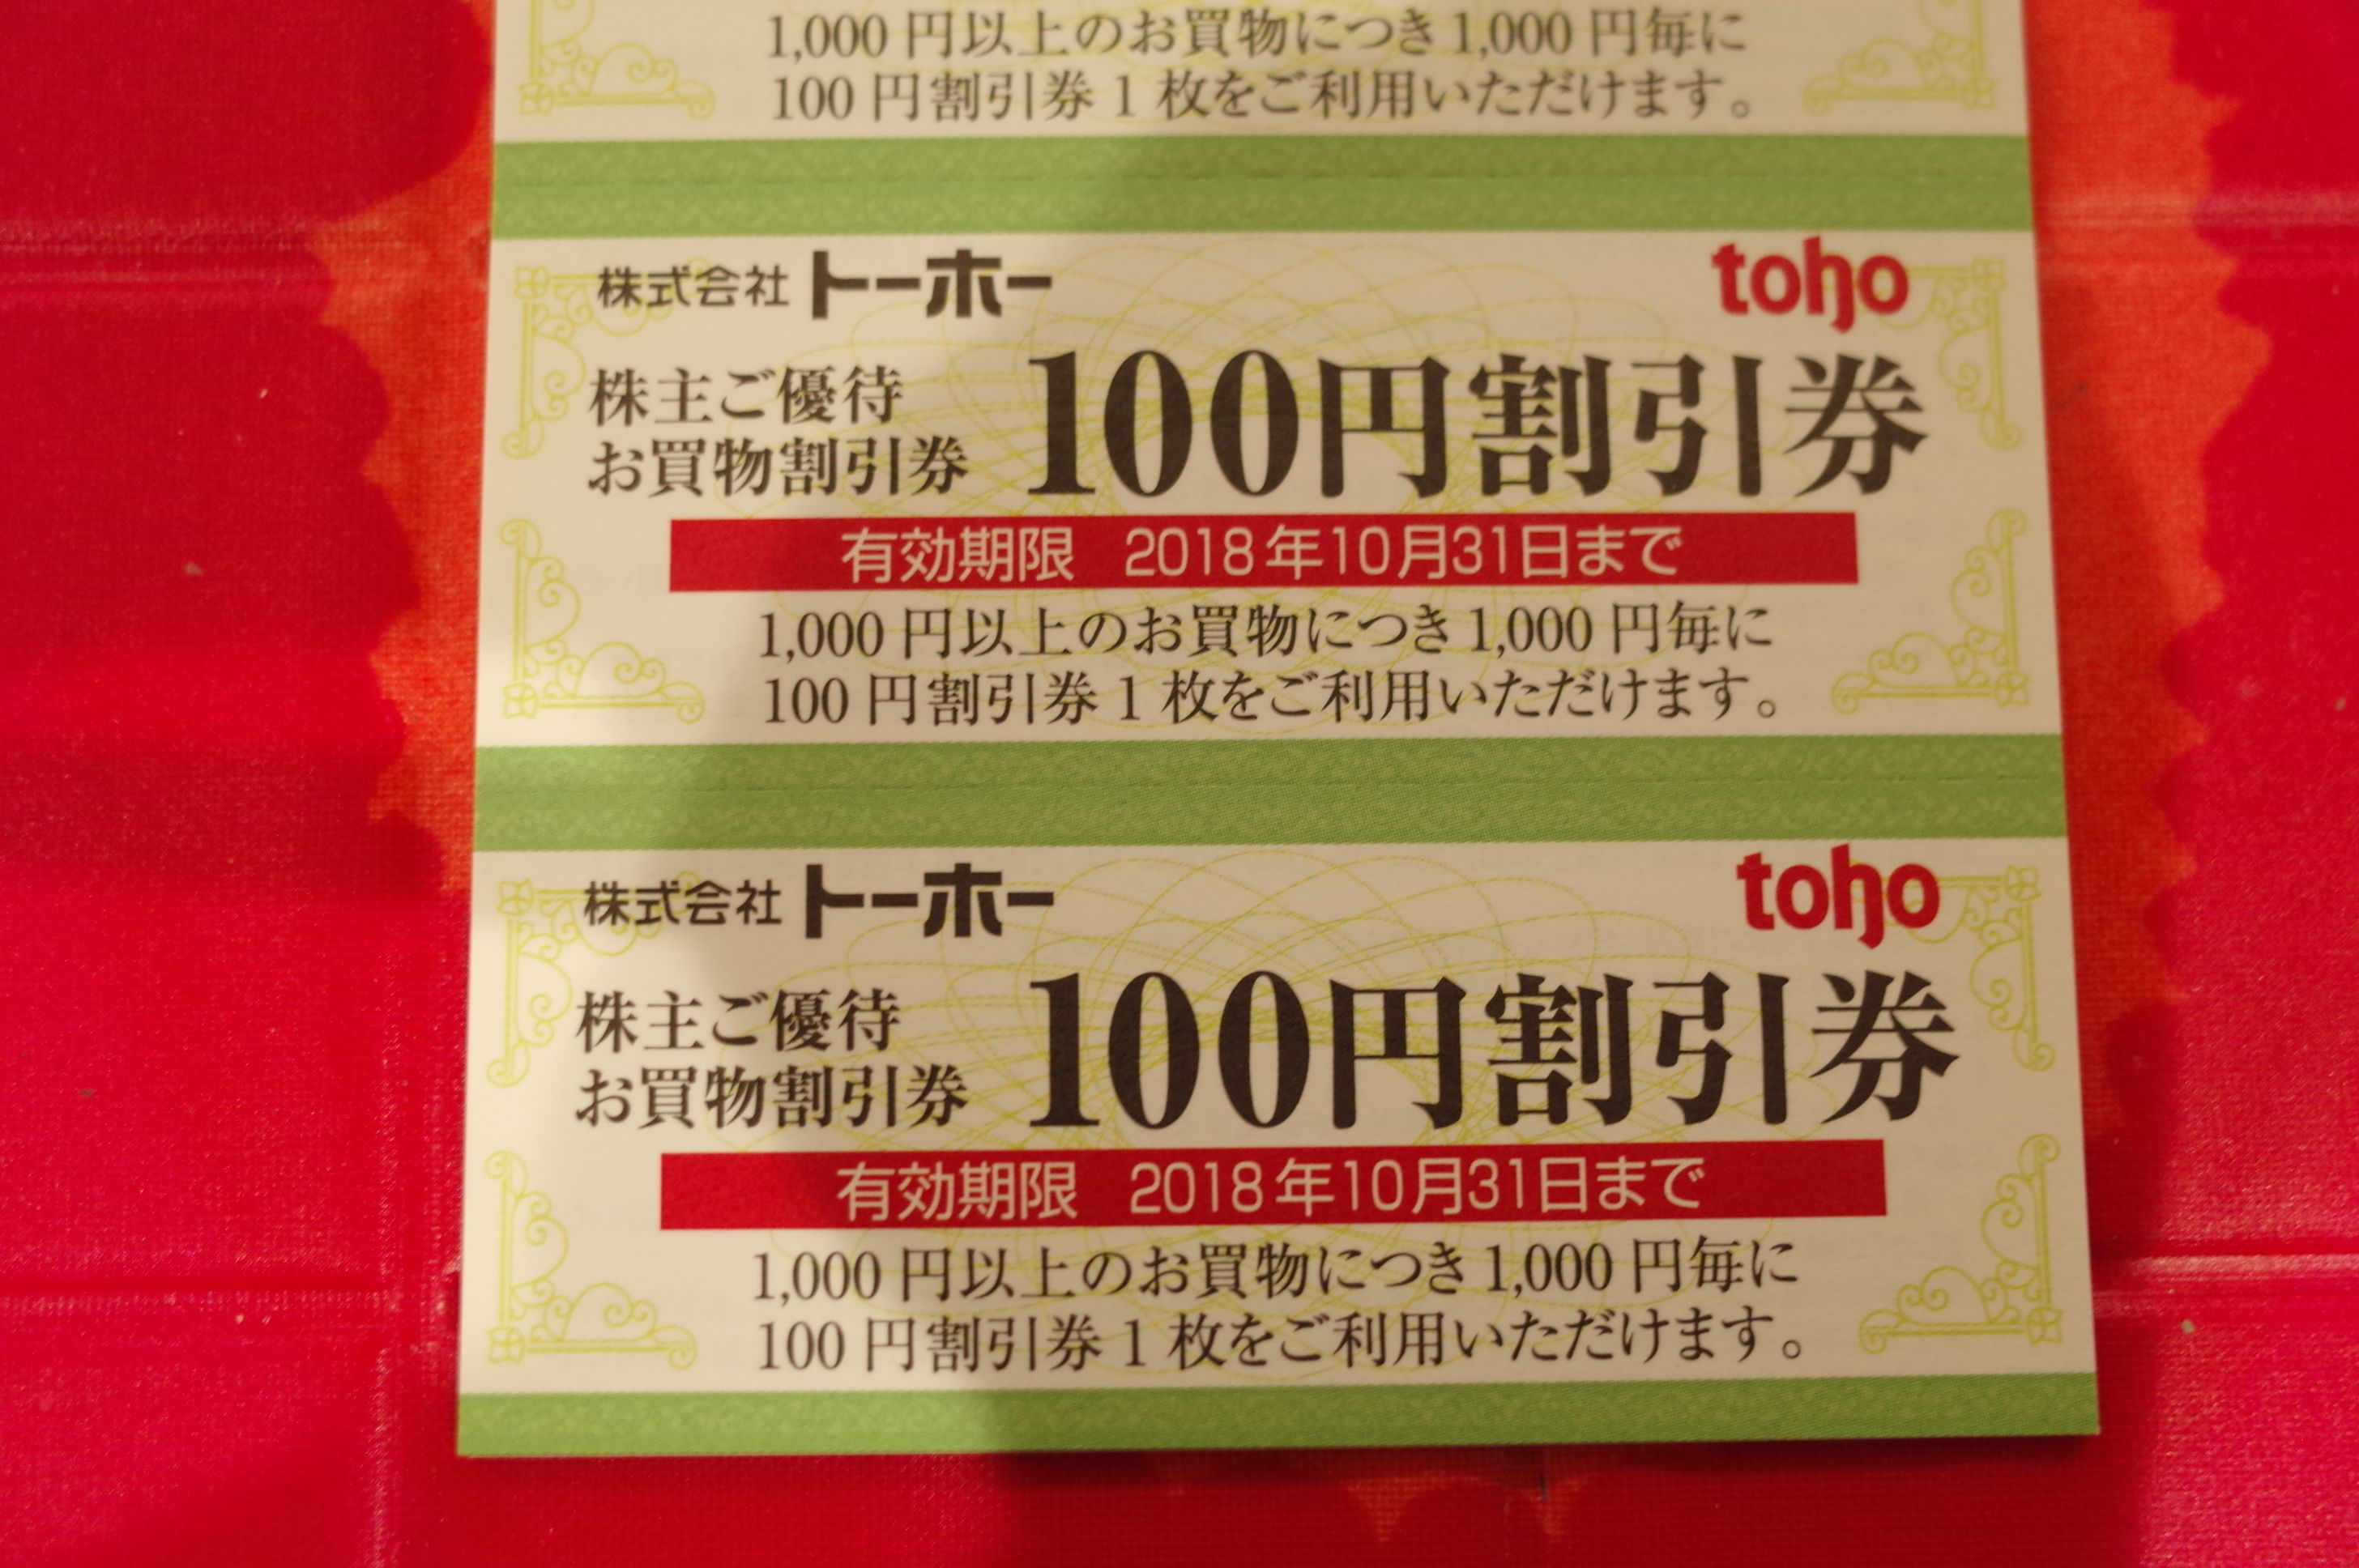 1,000 円以上のお買物につき 1,000 円毎に
100 円割引券 1 枚をご利用いただけます。
株式会社 トーホー
toho
株主ご優待
お買物割引券
100円割引券
有効期限 2018年10月31日まで
1,000 円以上のお買物につき 1,000 円毎に
100 円割引券 1 枚をご利用いただけます。
株式会社 トーホー
toho
株主ご優待
お買物割引券
100円割引券
有効期限 2018年10月31日まで
1,000 円以上のお買物につき 1,000 円毎に
100 円割引券 1 枚をご利用いただけます。